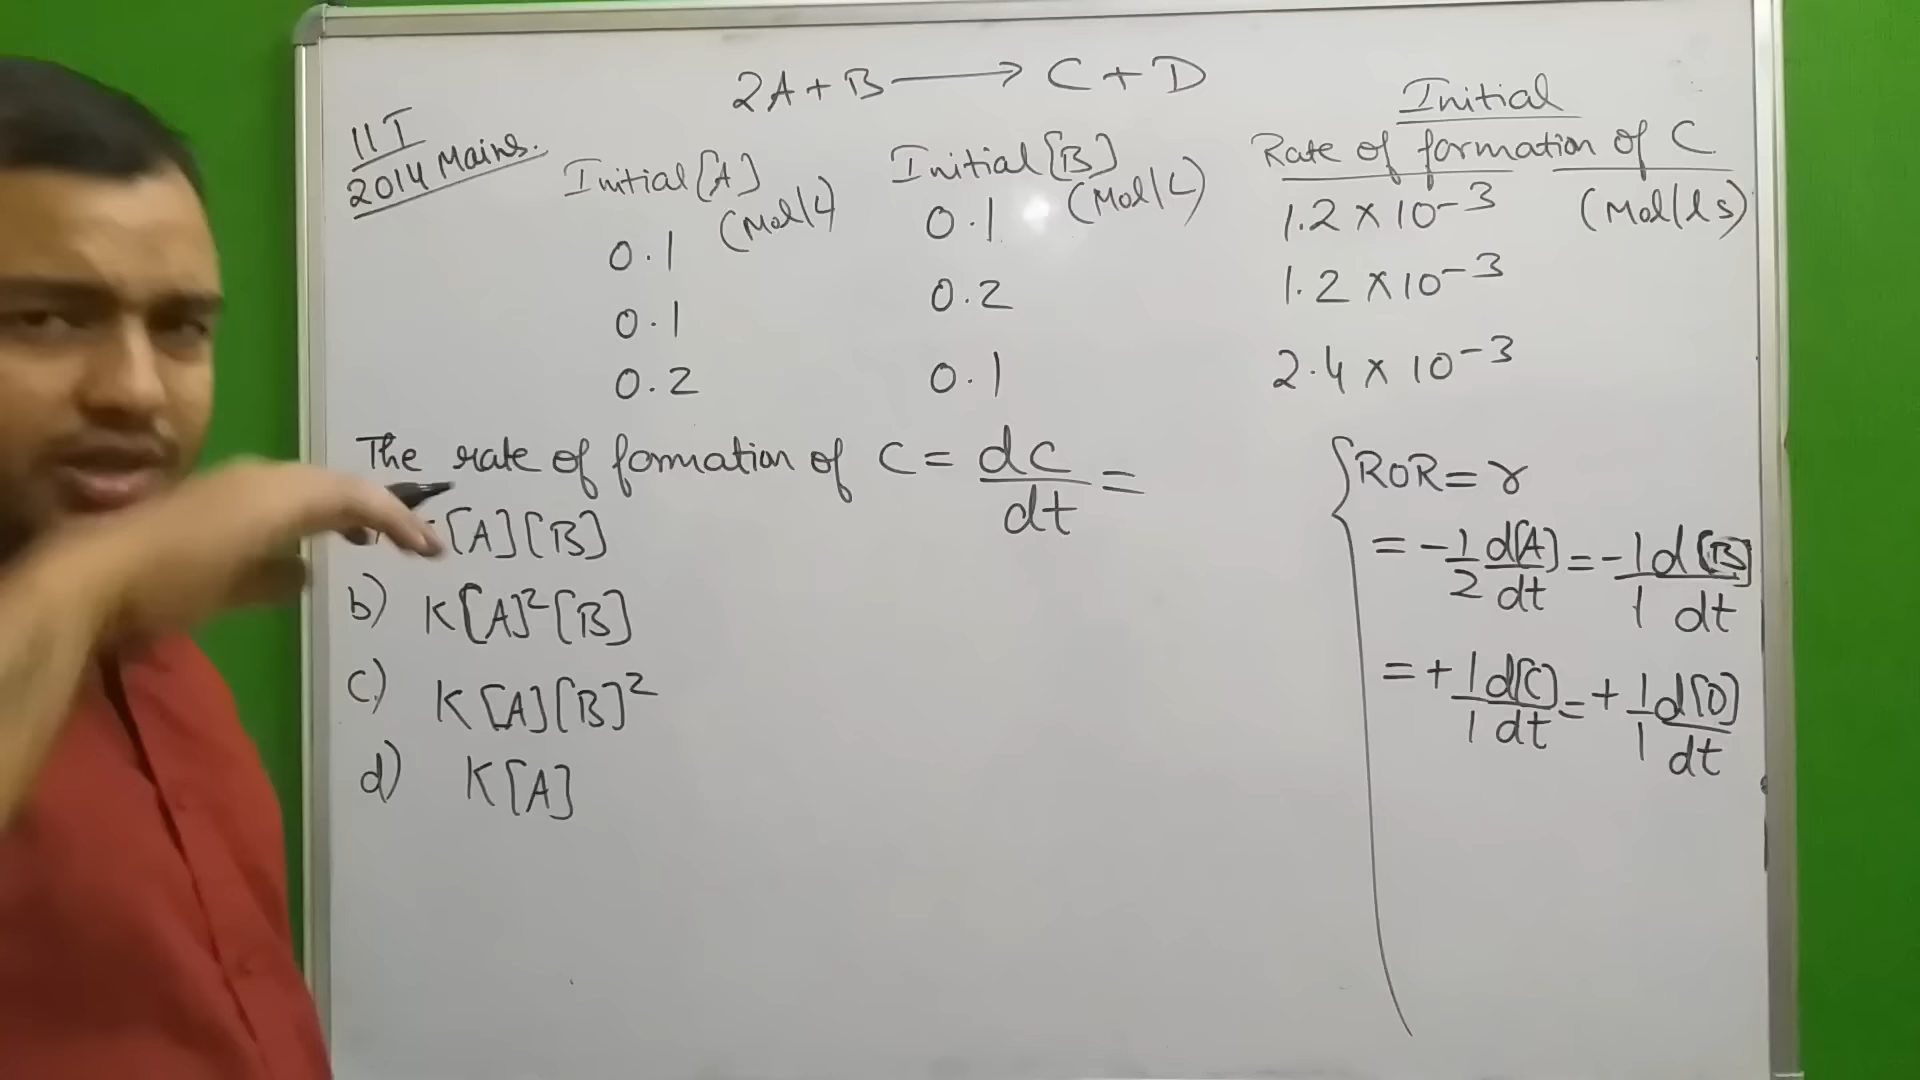 2A + B ⟶ C + D
IIT
2014 Mains.
Initial [A]
(Mol/L)
Initial [B]
(Mol/L)
Initial
Rate of formation of C
(Mol/l s)
0.1 0.1 1.2 × 10⁻³
0.1 0.2 1.2 × 10⁻³
0.2 0.1 2.4 × 10⁻³
The rate of formation of C = dc/dt =
[A][B]
b) K[A]²[B]
c) K[A][B]²
d) K[A]
ROR = r
= -1/2 d[A]/dt = -1/1 d[B]/dt
= +1/1 d[C]/dt = +1/1 d[D]/dt